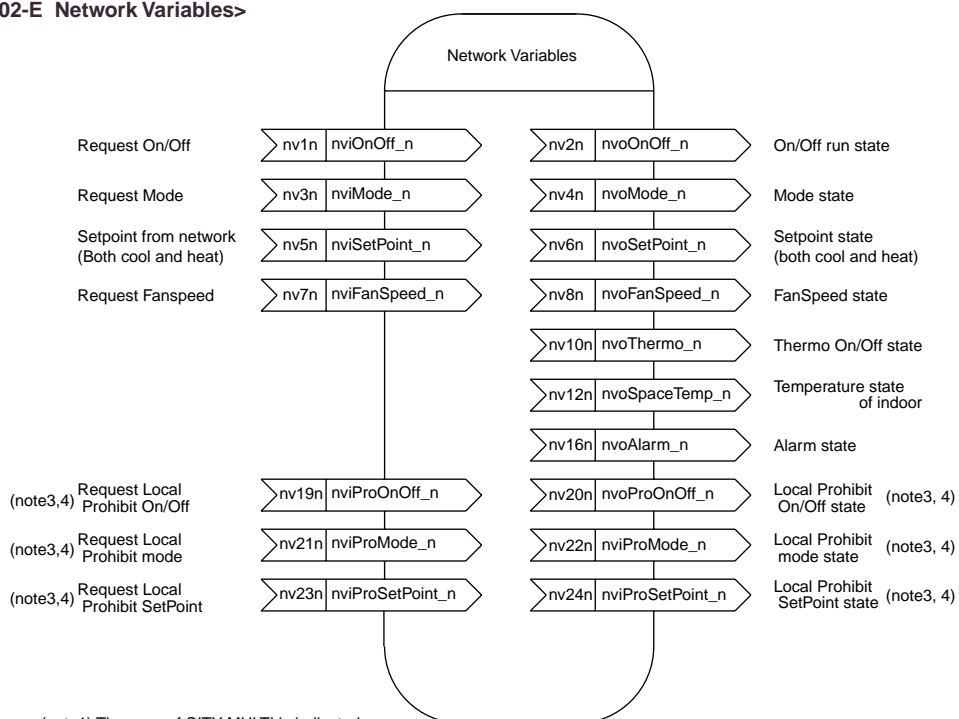 02-E Network Variables>
Network Variables
Request On/Off nv1n nviOnOff_n nv2n nvoOnOff_n On/Off run state
Request Mode nv3n nviMode_n nv4n nvoMode_n Mode state
Setpoint from network
(Both cool and heat)
nv5n nviSetPoint_n nv6n nvoSetPoint_n
Setpoint state
(both cool and heat)
Request Fanspeed nv7n nviFanSpeed_n nv8n nvoFanSpeed_n FanSpeed state
nv10n nvoThermo_n Thermo On/Off state
nv12n nvoSpaceTemp_n
Temperature state
of indoor
nv16n nvoAlarm_n Alarm state
(note3,4)
Request Local
Prohibit On/Off
nv19n nviProOnOff_n nv20n nvoProOnOff_n
Local Prohibit
On/Off state
(note3, 4)
(note3,4)
Request Local
Prohibit mode
nv21n nviProMode_n nv22n nviProMode_n
Local Prohibit
mode state
(note3, 4)
(note3,4)
Request Local
Prohibit SetPoint
nv23n nviProSetPoint_n nv24n nviProSetPoint_n
Local Prohibit
SetPoint state
(note3, 4)